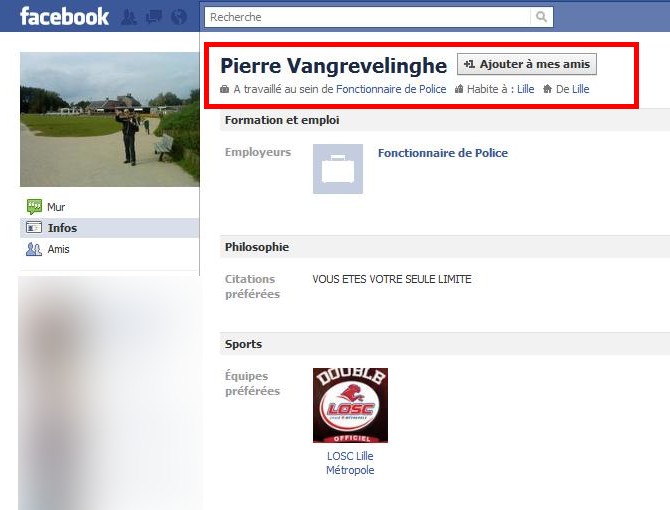 facebook
Recherche
Pierre Vangrevelinghe
+1 Ajouter à mes amis
A travaillé au sein de Fonctionnaire de Police Habite à : Lille De Lille
Formation et emploi
Employeurs
Fonctionnaire de Police
Mur
Infos
Amis
Philosophie
Citations préférées
VOUS ETES VOTRE SEULE LIMITE
Sports
Équipes préférées
DOUBLE
LOSC
OFFICIEL
LOSC Lille
Métropole